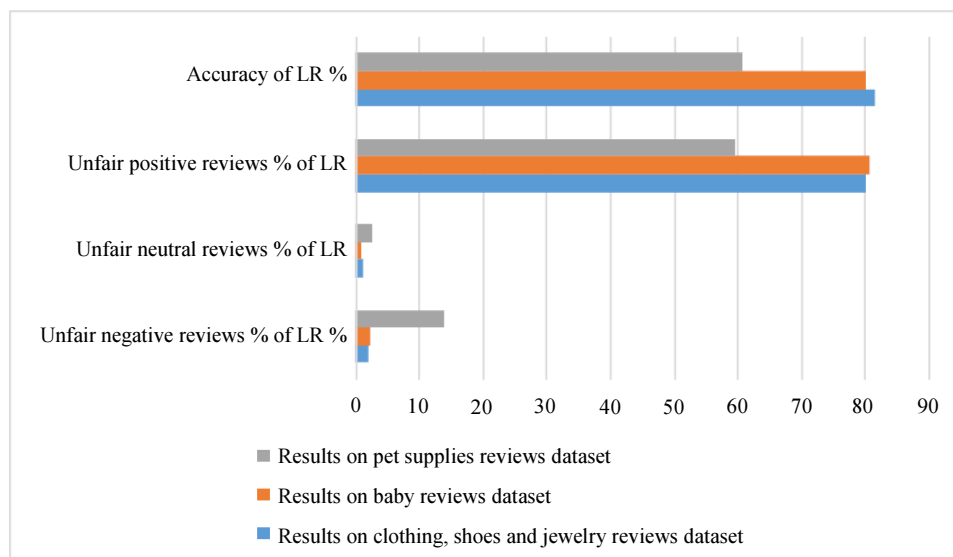 Accuracy of LR %
Unfair positive reviews % of LR
Unfair neutral reviews % of LR
Unfair negative reviews % of LR %
0 10 20 30 40 50 60 70 80 90
Results on pet supplies reviews dataset
Results on baby reviews dataset
Results on clothing, shoes and jewelry reviews dataset